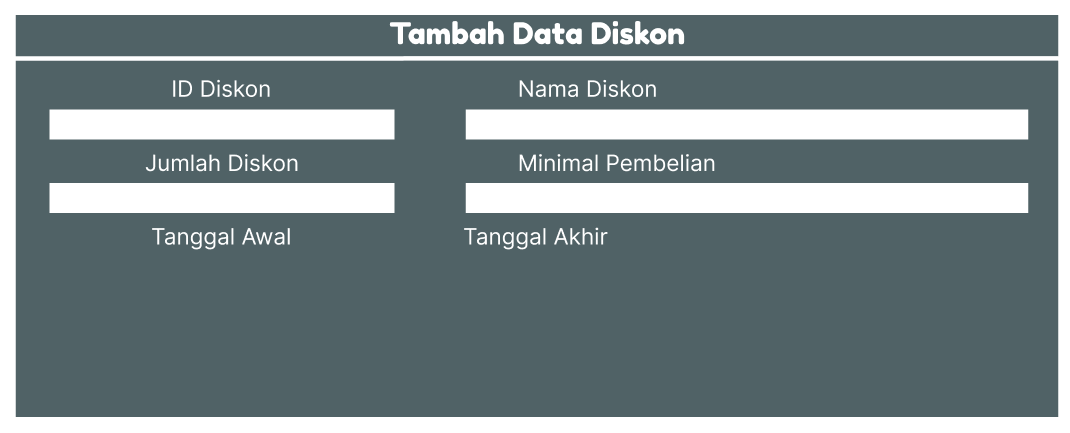 Tambah Data Diskon
ID Diskon
Nama Diskon
Jumlah Diskon
Minimal Pembelian
Tanggal Awal
Tanggal Akhir